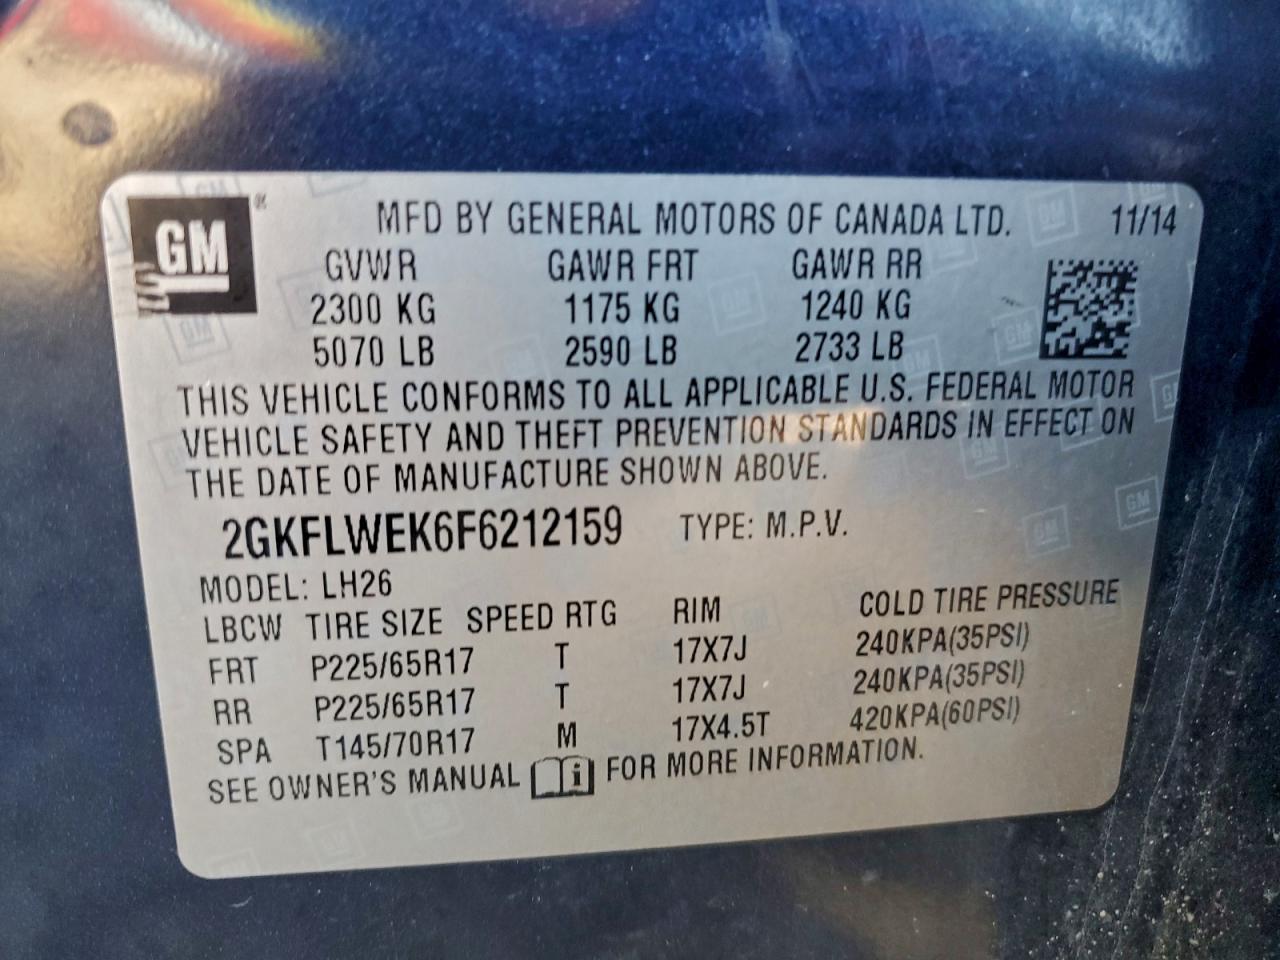 GM
MFD BY GENERAL MOTORS OF CANADA LTD. 11/14
GVWR GAWR FRT GAWR RR
2300 KG 1175 KG 1240 KG
5070 LB 2590 LB 2733 LB
THIS VEHICLE CONFORMS TO ALL APPLICABLE U.S. FEDERAL MOTOR
VEHICLE SAFETY AND THEFT PREVENTION STANDARDS IN EFFECT ON
THE DATE OF MANUFACTURE SHOWN ABOVE.
2GKFLWEK6F6212159 TYPE: M.P.V.
MODEL: LH26
LBCW TIRE SIZE SPEED RTG RIM COLD TIRE PRESSURE
FRT P225/65R17 T 17X7J 240KPA(35PSI)
RR P225/65R17 T 17X7J 240KPA(35PSI)
SPA T145/70R17 M 17X4.5T 420KPA(60PSI)
SEE OWNER'S MANUAL FOR MORE INFORMATION.